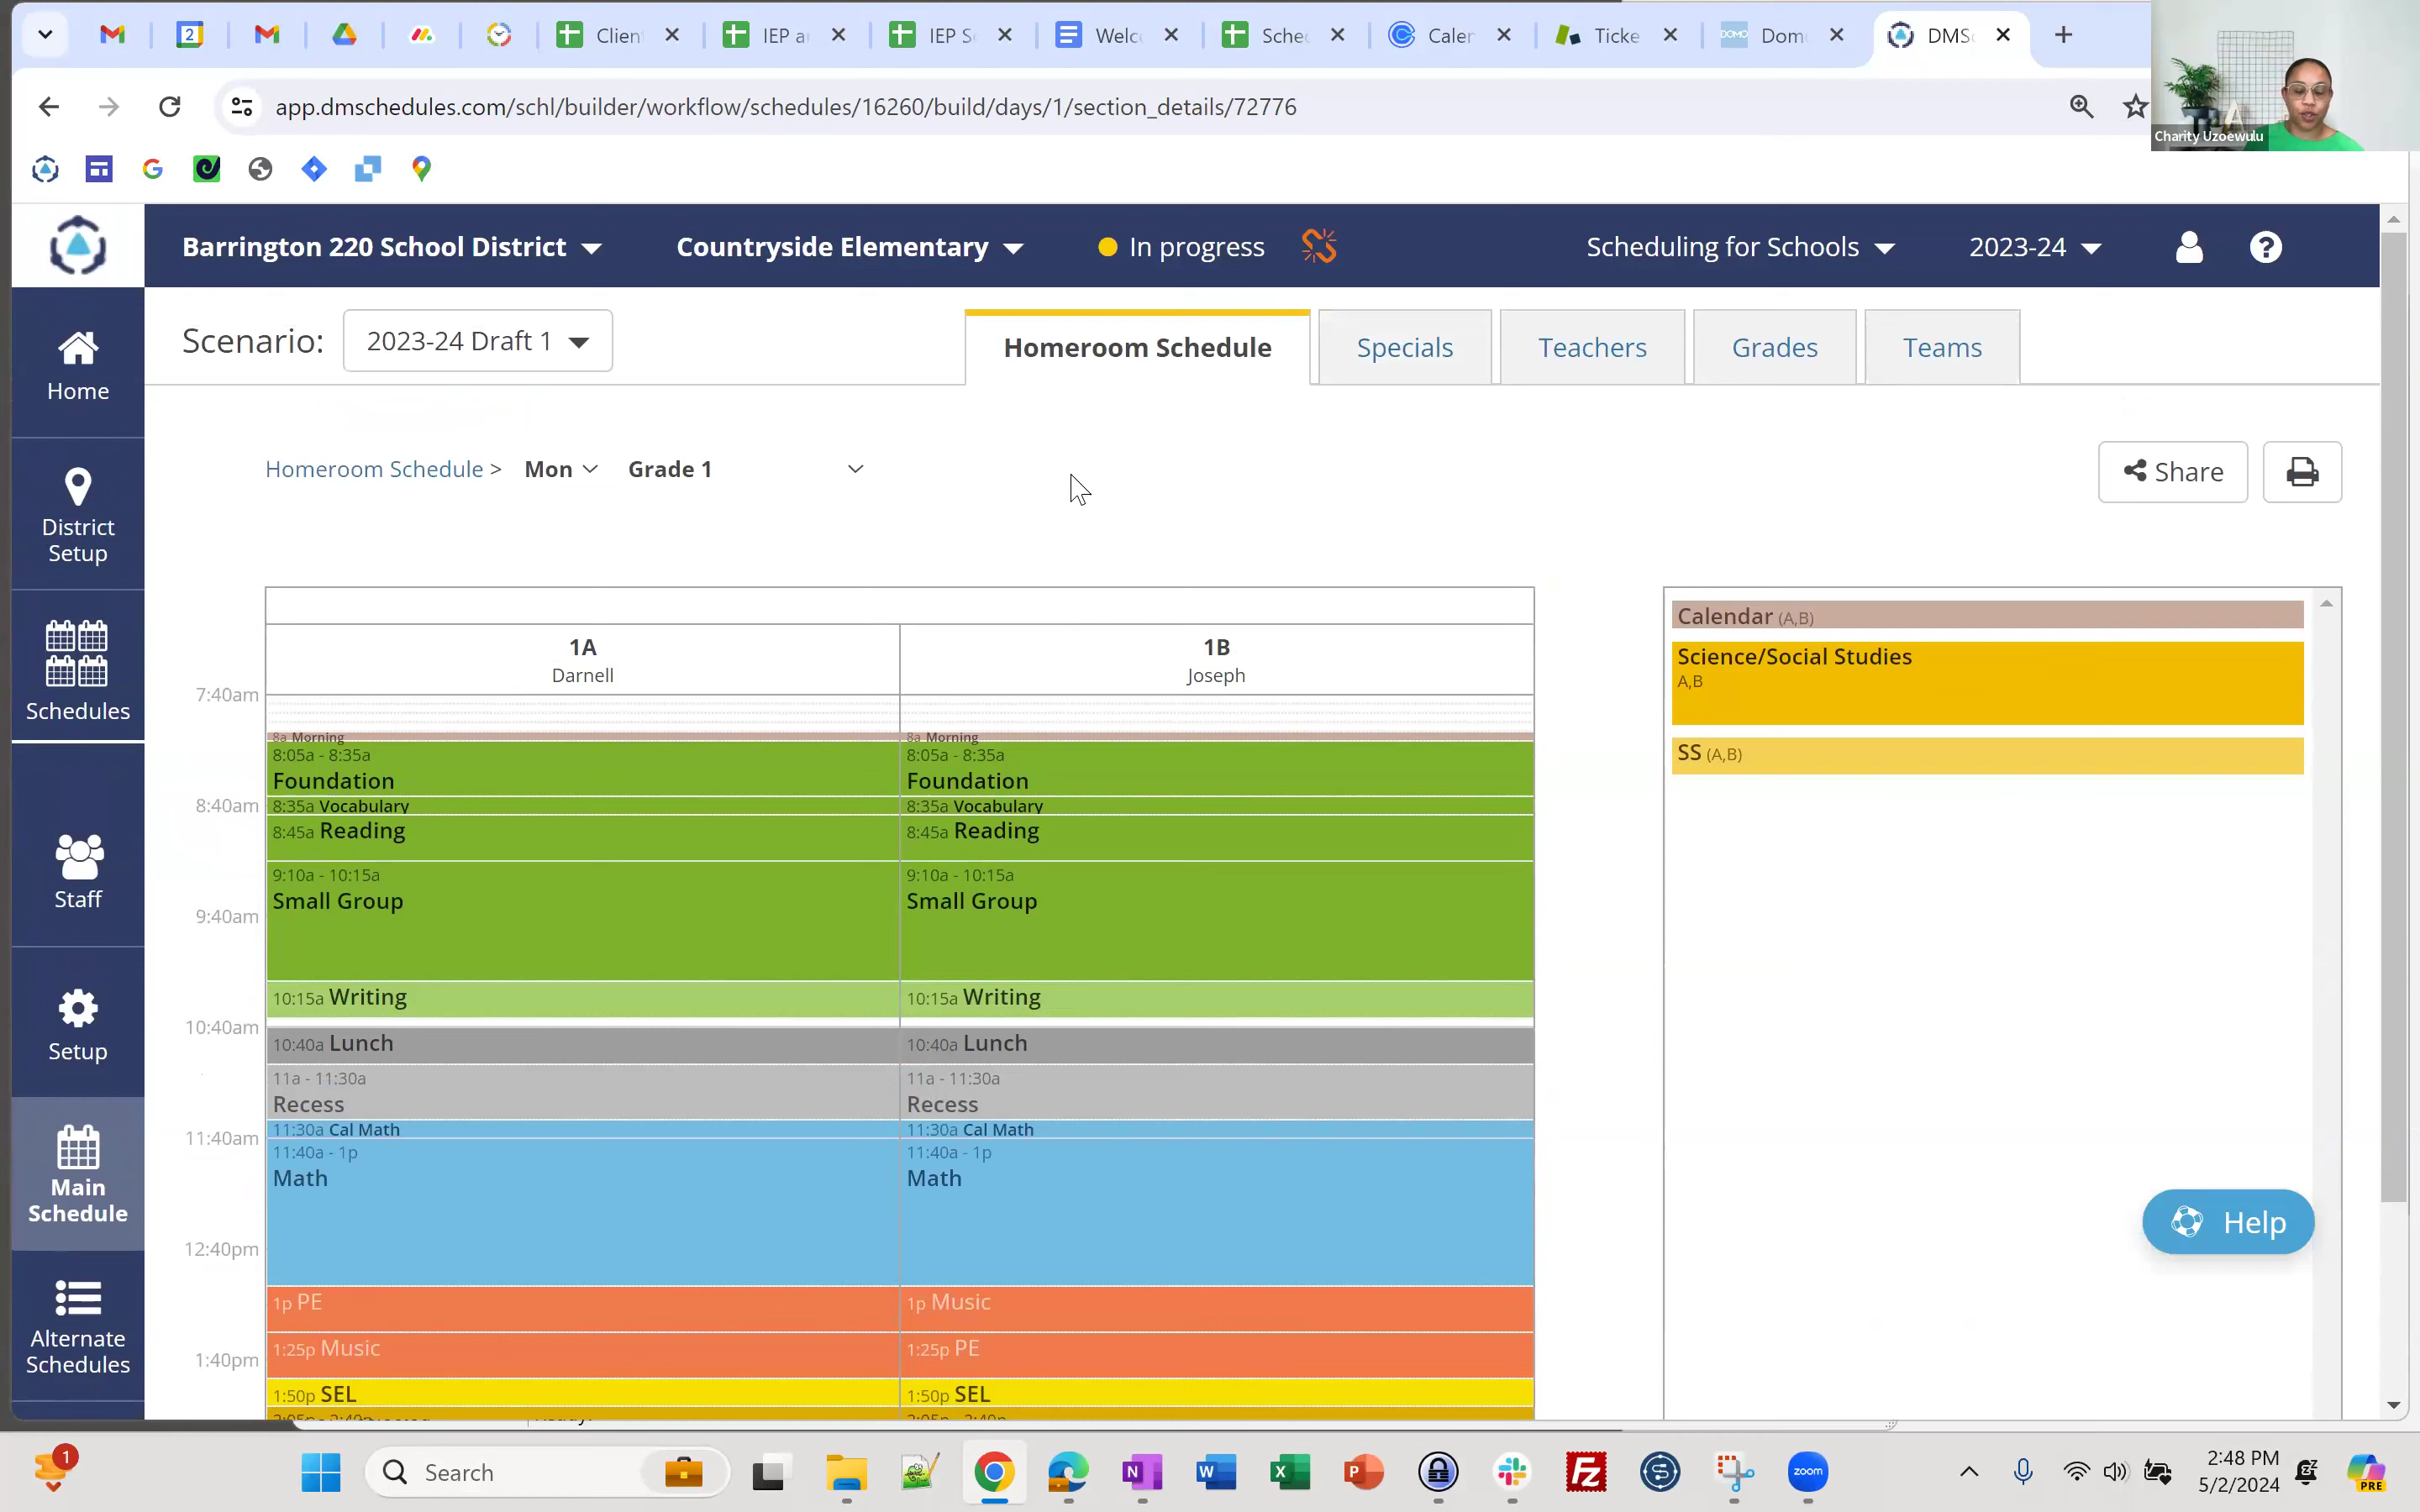 2
Clien
IEP a
IEP S
Welc
Sche
Caler
Ticke
DOMO
Dom
DMSc
app.dmschedules.com/schl/builder/workflow/schedules/16260/build/days/1/section_details/72776
Charity Uzoewulu
Barrington 220 School District
Countryside Elementary
In progress
Scheduling for Schools
2023-24
Home
District
Setup
Schedules
Staff
Setup
Main
Schedule
Alternate
Schedules
Scenario:
2023-24 Draft 1
Homeroom Schedule
Specials
Teachers
Grades
Teams
Homeroom Schedule >
Mon
Grade 1
Share
1A
Darnell
1B
Joseph
7:40am
8:40am
9:40am
10:40am
11:40am
12:40pm
1:40pm
8a Morning
8:05a - 8:35a
Foundation
8:35a Vocabulary
8:45a Reading
9:10a - 10:15a
Small Group
10:15a Writing
10:40a Lunch
11a - 11:30a
Recess
11:30a Cal Math
11:40a - 1p
Math
1p PE
1:25p Music
1:50p SEL
8a Morning
8:05a - 8:35a
Foundation
8:35a Vocabulary
8:45a Reading
9:10a - 10:15a
Small Group
10:15a Writing
10:40a Lunch
11a - 11:30a
Recess
11:30a Cal Math
11:40a - 1p
Math
1p Music
1:25p PE
1:50p SEL
Calendar (A,B)
Science/Social Studies
A,B
SS (A,B)
Help
1
Search
zoom
2:48 PM
5/2/2024
PRE